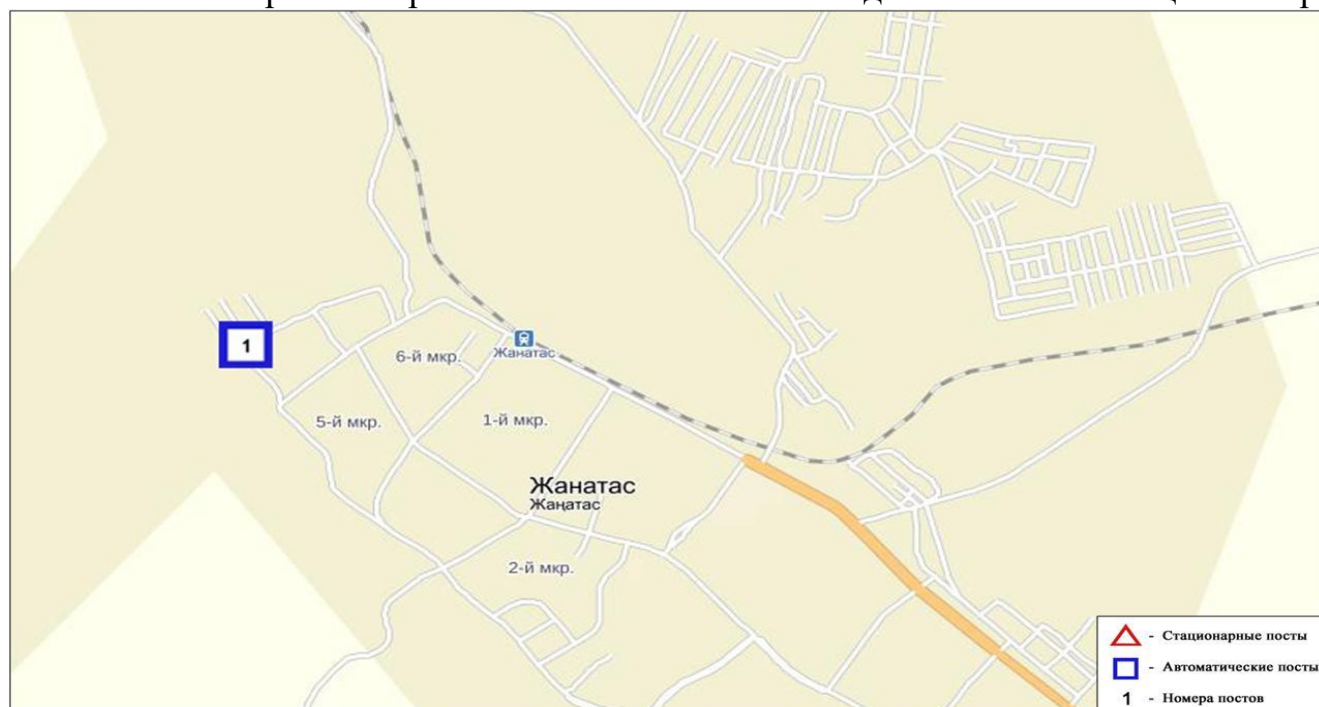 6-й мкр.
Жанатас
5-й мкр.
1-й мкр.
Жанатас
Жаңатас
2-й мкр.
1
- Стационарные посты
- Автоматические посты
1 - Номера постов